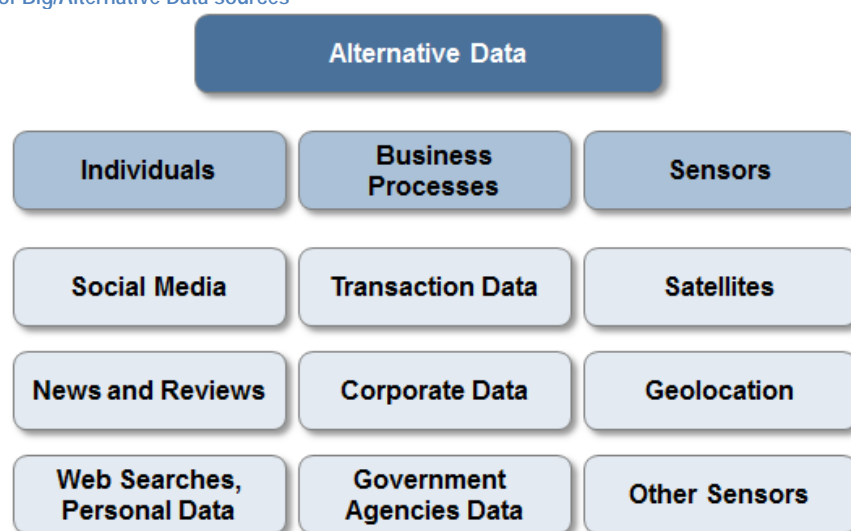 or Big/Alternative Data sources
Alternative Data
Individuals
Business
Processes
Sensors
Social Media
Transaction Data
Satellites
News and Reviews
Corporate Data
Geolocation
Web Searches,
Personal Data
Government
Agencies Data
Other Sensors